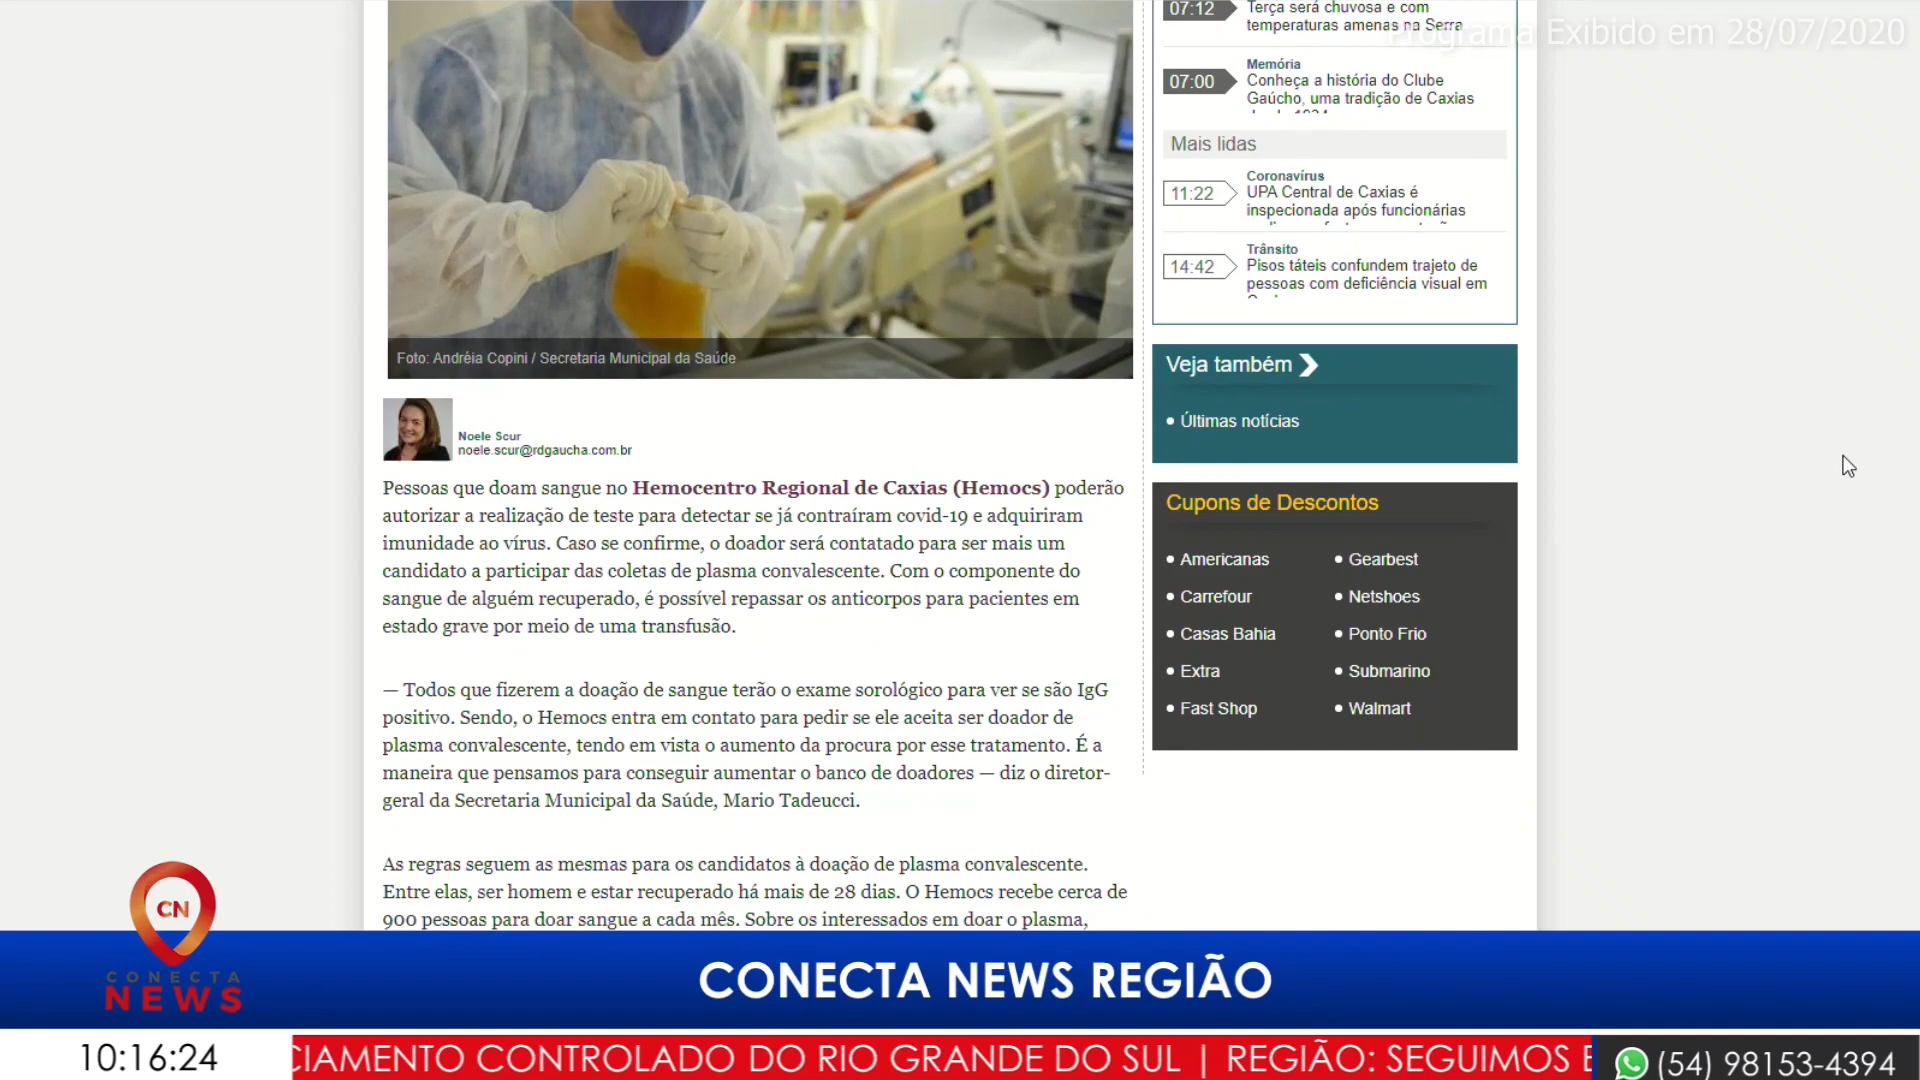 07:12
Terça será chuvosa e com
temperaturas amenas na Serra
Programa Exibido em 28/07/2020
Memória
07:00
Conheça a história do Clube
Gaúcho, uma tradição de Caxias
Mais lidas
Coronavírus
11:22
UPA Central de Caxias é
inspecionada após funcionárias
Trânsito
14:42
Pisos táteis confundem trajeto de
pessoas com deficiência visual em
Foto: Andréia Copini / Secretaria Municipal da Saúde
Veja também
• Últimas notícias
Noele Scur
noele.scur@rdgaucha.com.br
Pessoas que doam sangue no Hemocentro Regional de Caxias (Hemocs) poderão
autorizar a realização de teste para detectar se já contraíram covid-19 e adquiriram
imunidade ao vírus. Caso se confirme, o doador será contatado para ser mais um
candidato a participar das coletas de plasma convalescente. Com o componente do
sangue de alguém recuperado, é possível repassar os anticorpos para pacientes em
estado grave por meio de uma transfusão.
— Todos que fizerem a doação de sangue terão o exame sorológico para ver se são IgG
positivo. Sendo, o Hemocs entra em contato para pedir se ele aceita ser doador de
plasma convalescente, tendo em vista o aumento da procura por esse tratamento. É a
maneira que pensamos para conseguir aumentar o banco de doadores — diz o diretor-
geral da Secretaria Municipal da Saúde, Mario Tadeucci.
As regras seguem as mesmas para os candidatos à doação de plasma convalescente.
Entre elas, ser homem e estar recuperado há mais de 28 dias. O Hemocs recebe cerca de
900 pessoas para doar sangue a cada mês. Sobre os interessados em doar o plasma,
Cupons de Descontos
• Americanas
• Carrefour
• Casas Bahia
• Extra
• Fast Shop
• Gearbest
• Netshoes
• Ponto Frio
• Submarino
• Walmart
CN
CONECTA
NEWS
CONECTA NEWS REGIÃO
10:16:24
CIAMENTO CONTROLADO DO RIO GRANDE DO SUL | REGIÃO: SEGUIMOS E
(54) 98153-4394